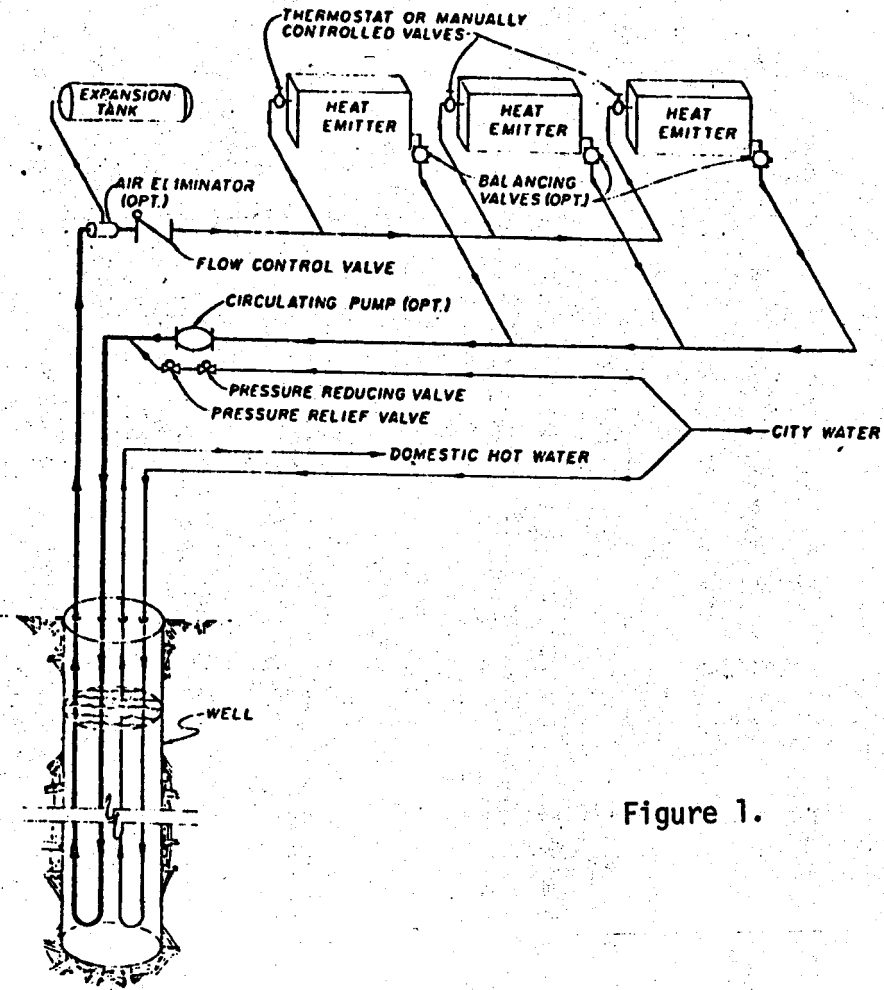 THERMOSTAT OR MANUALLY
CONTROLLED VALVES
EXPANSION
TANK
HEAT
EMITTER
HEAT
EMITTER
HEAT
EMITTER
AIR ELIMINATOR
(OPT.)
BALANCING
VALVES (OPT.)
FLOW CONTROL VALVE
CIRCULATING PUMP (OPT.)
PRESSURE REDUCING VALVE
PRESSURE RELIEF VALVE
CITY WATER
DOMESTIC HOT WATER
WELL
Figure 1.